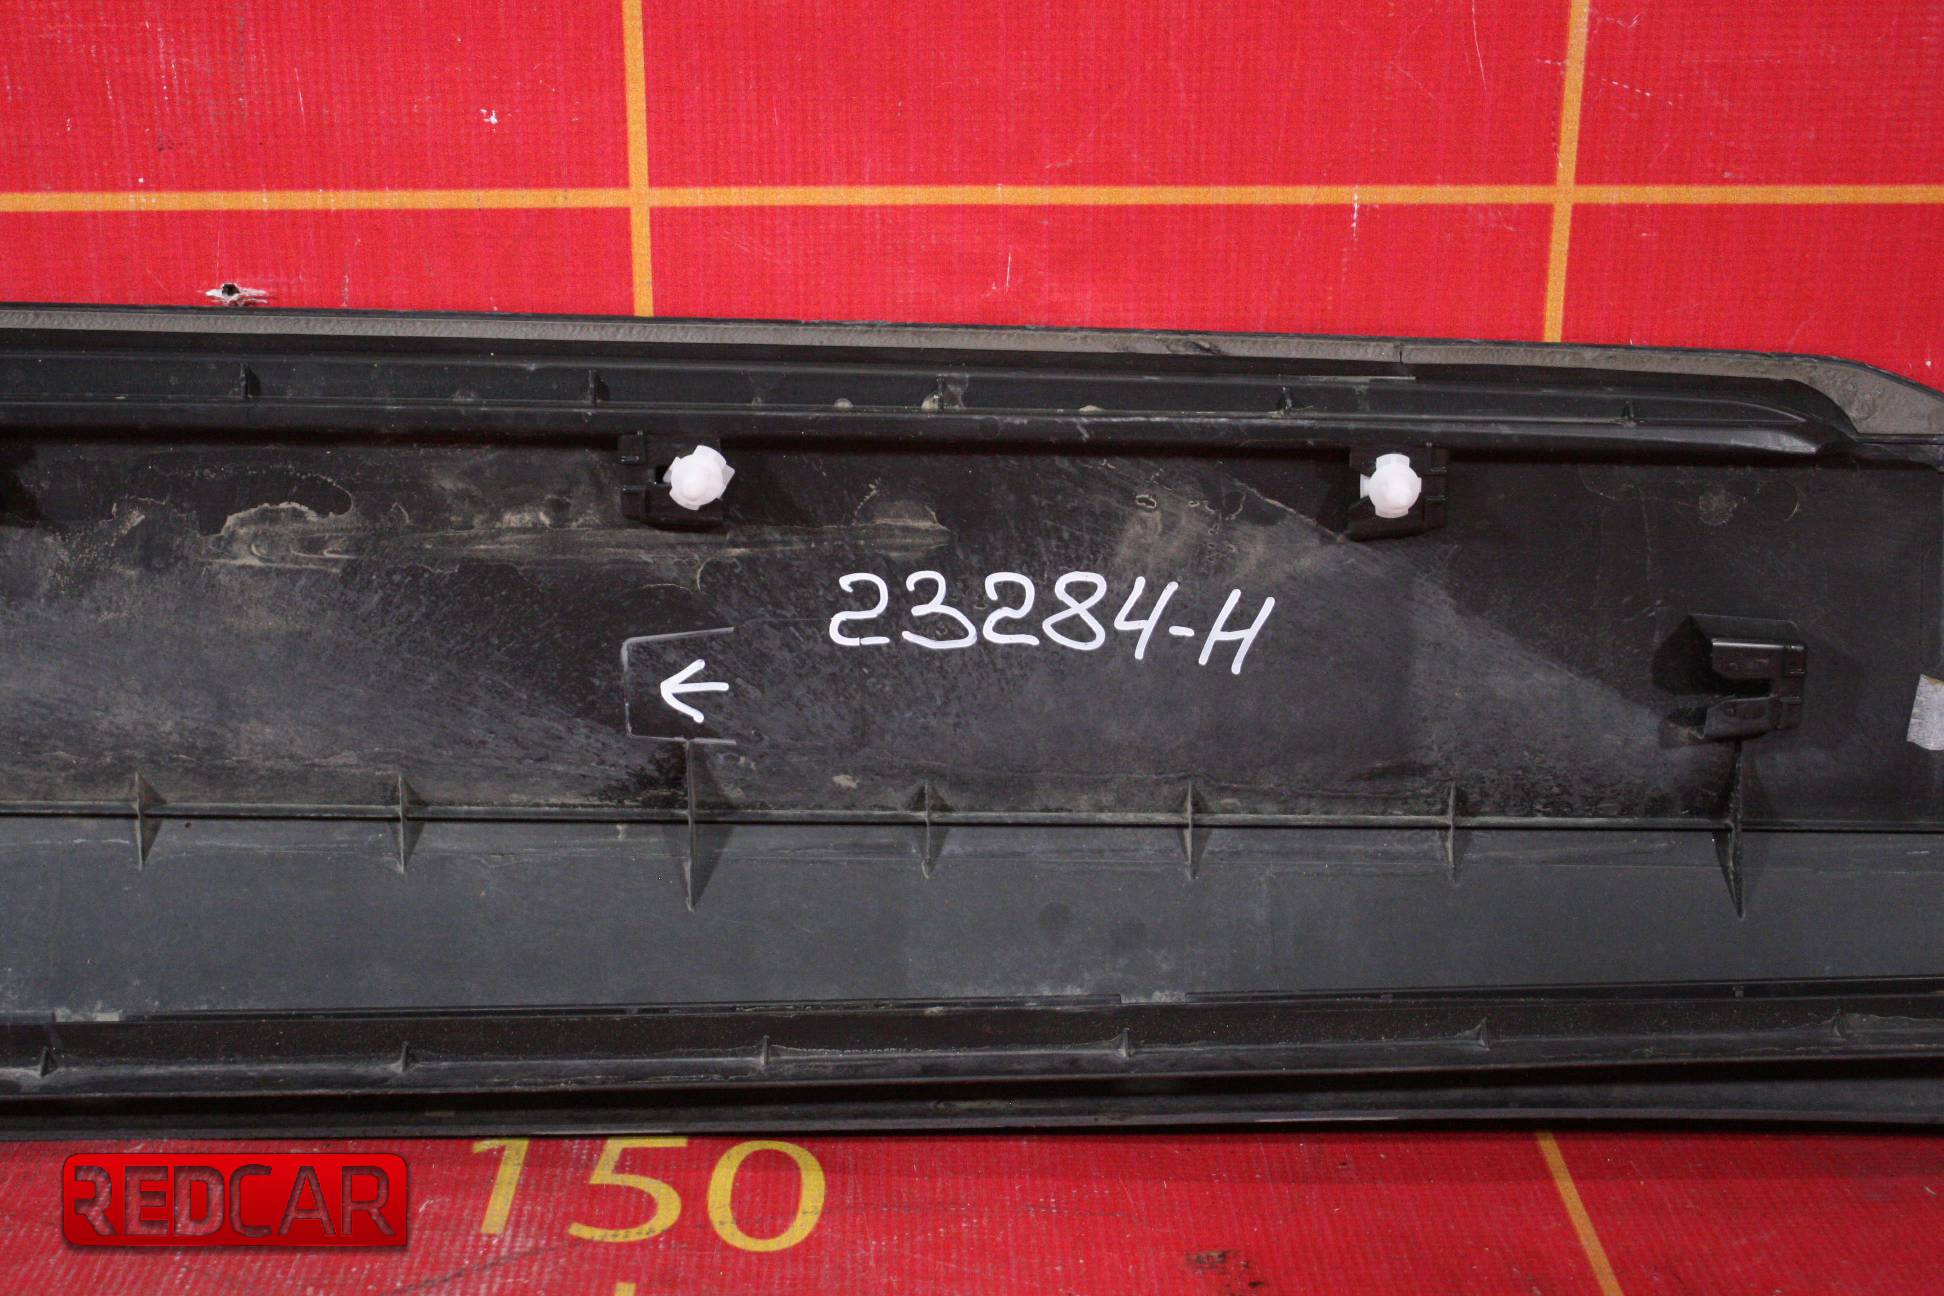 23284-H
←
150
REDCAR